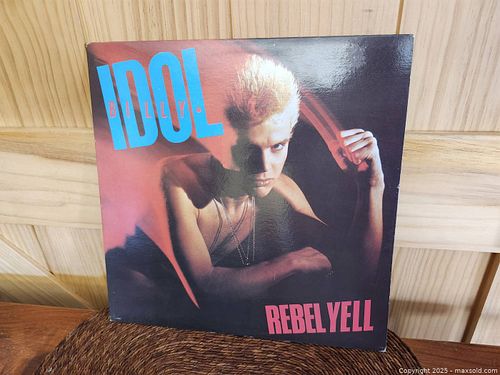 IDOL
BILLY
REBEL YELL
Copyright 2025 - maxsold.com